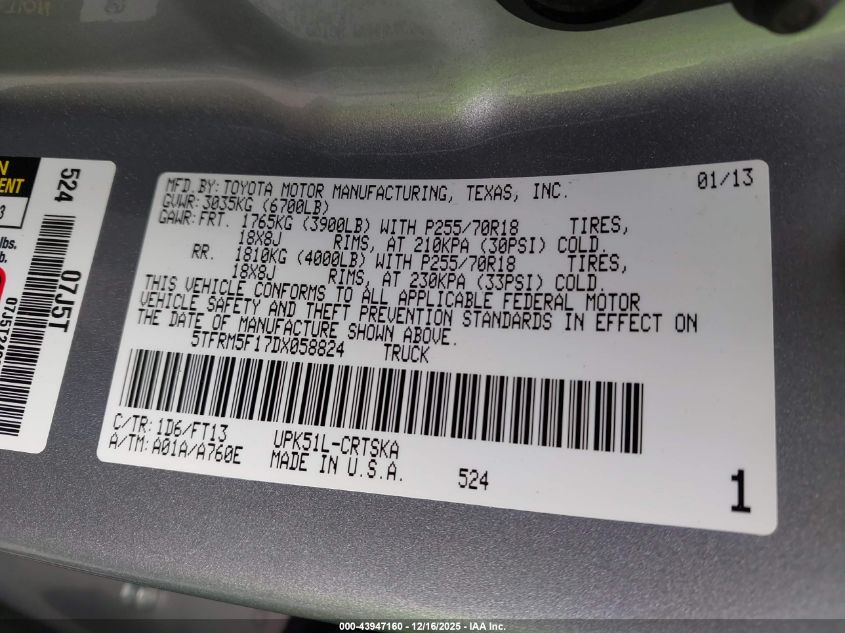 MFD. BY: TOYOTA MOTOR MANUFACTURING, TEXAS, INC. 01/13
GVWR: 3035KG (6700LB)
GAWR: FRT. 1765KG (3900LB) WITH P255/70R18 TIRES,
18X8J RIMS, AT 210KPA (30PSI) COLD.
RR. 1810KG (4000LB) WITH P255/70R18 TIRES,
18X8J RIMS, AT 230KPA (33PSI) COLD.
THIS VEHICLE CONFORMS TO ALL APPLICABLE FEDERAL MOTOR
VEHICLE SAFETY AND THEFT PREVENTION STANDARDS IN EFFECT ON
THE DATE OF MANUFACTURE SHOWN ABOVE.
5TFRM5F17DX058824 TRUCK
C/TR: 1D6/FT13 UPK51L-CRTSKA
A/TM: A01A/A760E MADE IN U.S.A. 524
1
524 07J5T
N
ENT
3
lbs.
b.
000-43947160 - 12/16/2025 - IAA Inc.